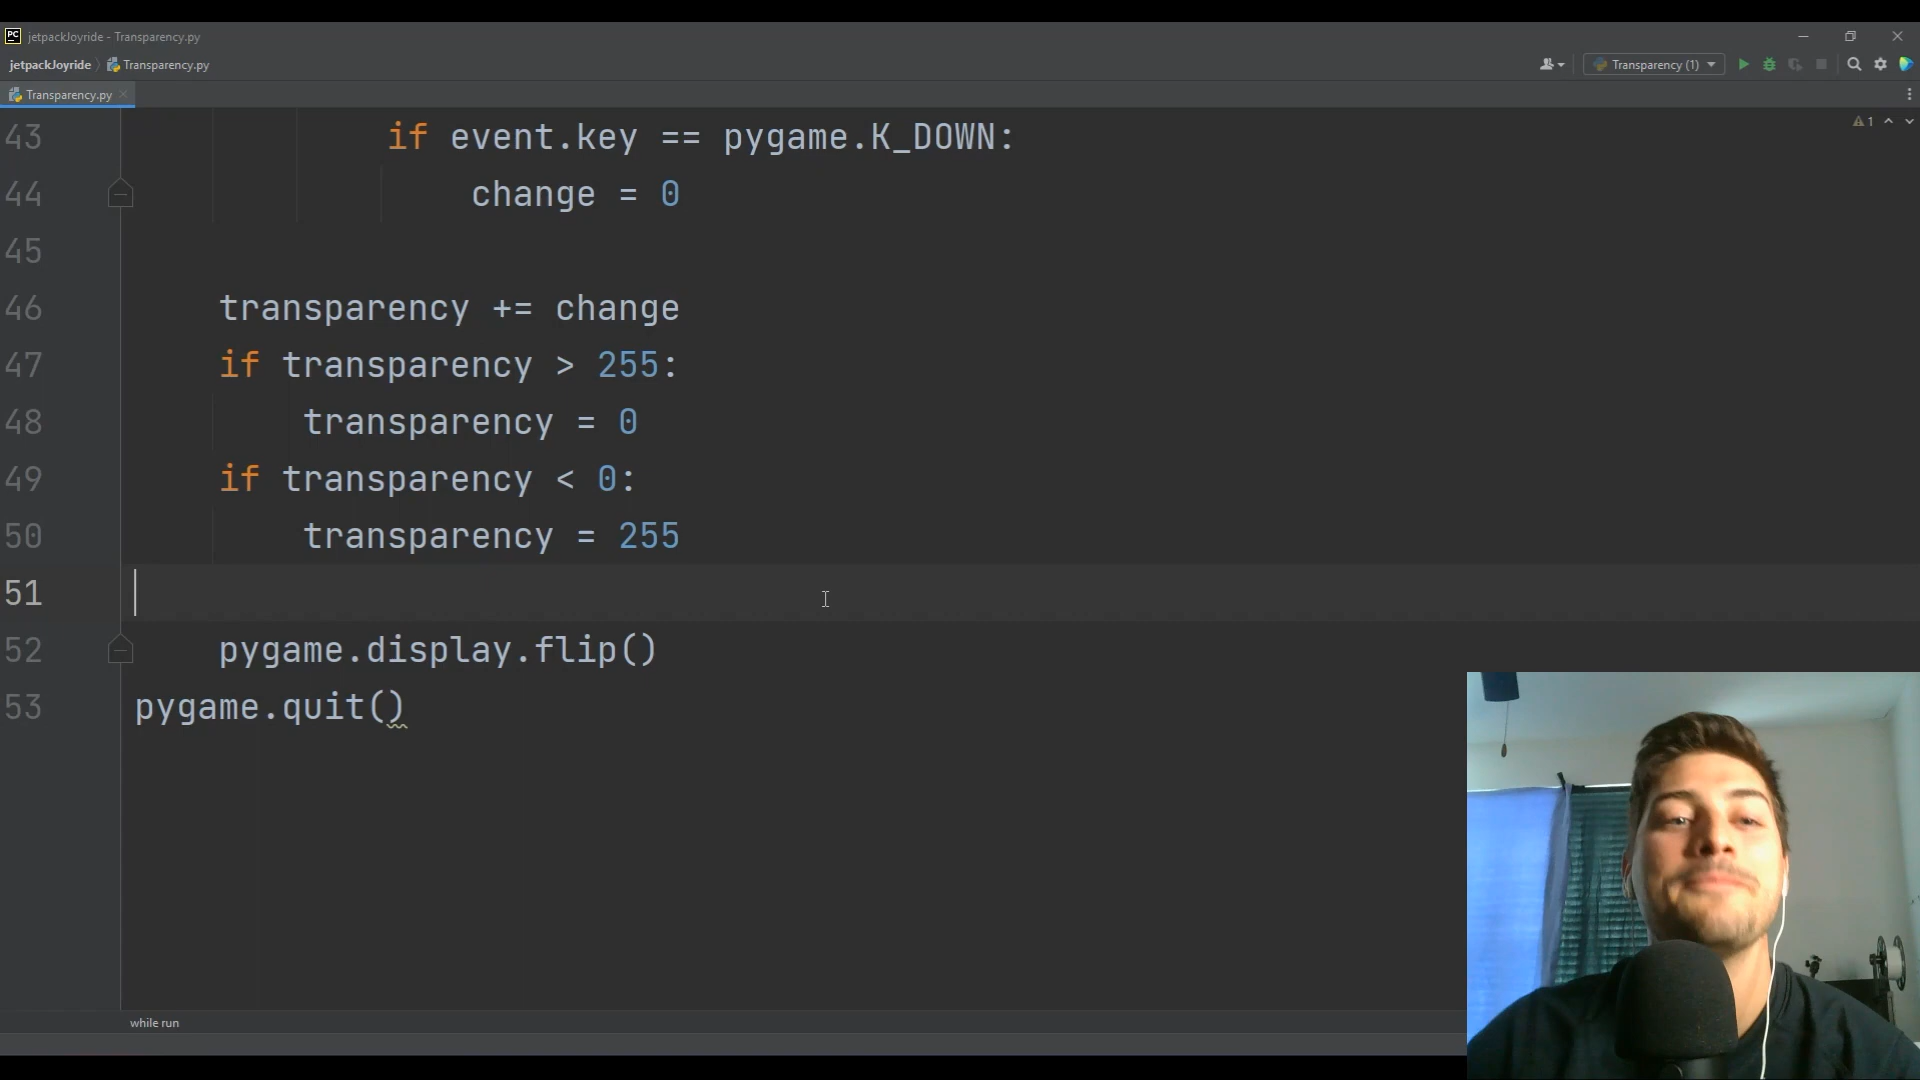 PC jetpackJoyride - Transparency.py
jetpackJoyride Transparency.py Transparency (1)
Transparency.py
1
43 if event.key == pygame.K_DOWN:
44 change = 0
45
46 transparency += change
47 if transparency > 255:
48 transparency = 0
49 if transparency < 0:
50 transparency = 255
51
52 pygame.display.flip()
53 pygame.quit()
while run